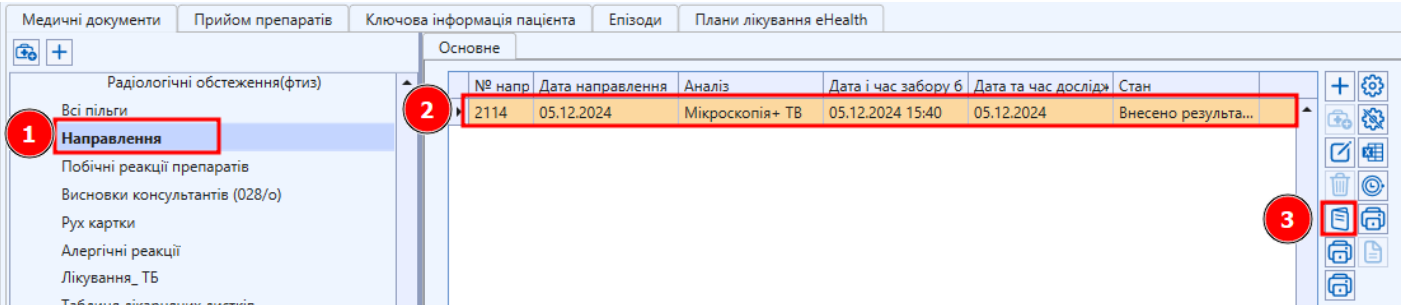 Медичні документи Прийом препаратів Ключова інформація пацієнта Епізоди Плани лікування eHealth
Основне
Радіологічні обстеження(фтиз)
Всі пільги
1 Направлення
Побічні реакції препаратів
Висновки консультантів (028/о)
Рух картки
Алергічні реакції
Лікування_ ТБ
Таблиця лікарняних листків
№ напр Дата направлення Аналіз Дата і час забору б Дата та час дослідж Стан
2 2114 05.12.2024 Мікроскопія+ ТВ 05.12.2024 15:40 05.12.2024 Внесено результа...
3